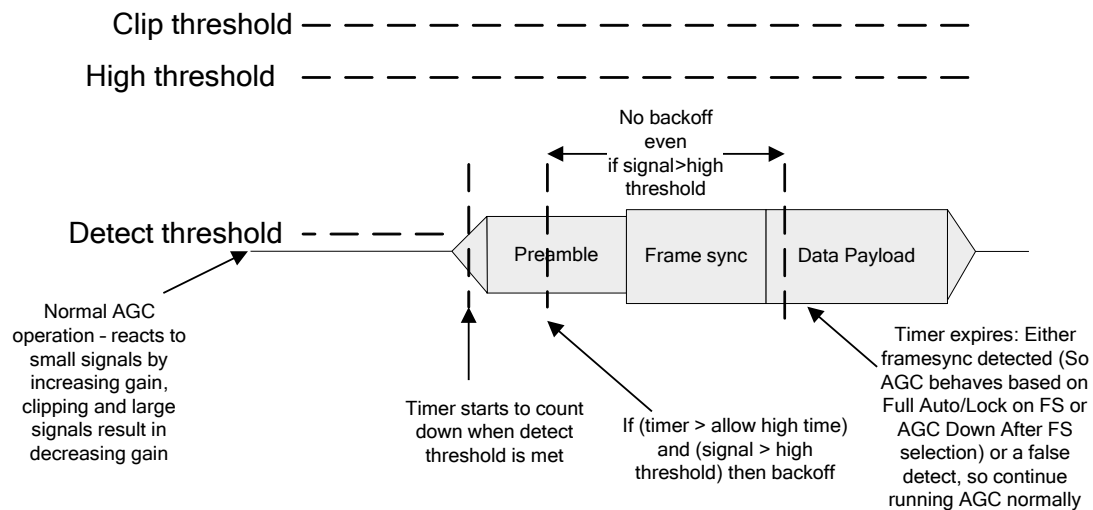 Clip threshold
High threshold
No backoff
even
if signal>high
threshold
Detect threshold
Preamble
Frame sync
Data Payload
Normal AGC
operation - reacts to
small signals by
increasing gain,
clipping and large
signals result in
decreasing gain
Timer starts to count
down when detect
threshold is met
If (timer > allow high time)
and (signal > high
threshold) then backoff
Timer expires: Either
framesync detected (So
AGC behaves based on
Full Auto/Lock on FS or
AGC Down After FS
selection) or a false
detect, so continue
running AGC normally